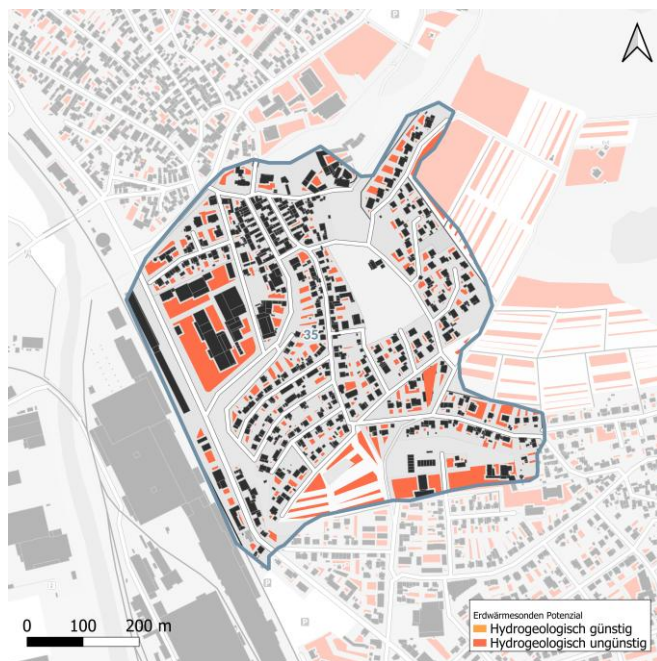 P
35
0 100 200 m
P
Erdwärmesonden Potenzial
Hydrogeologisch günstig
Hydrogeologisch ungünstig